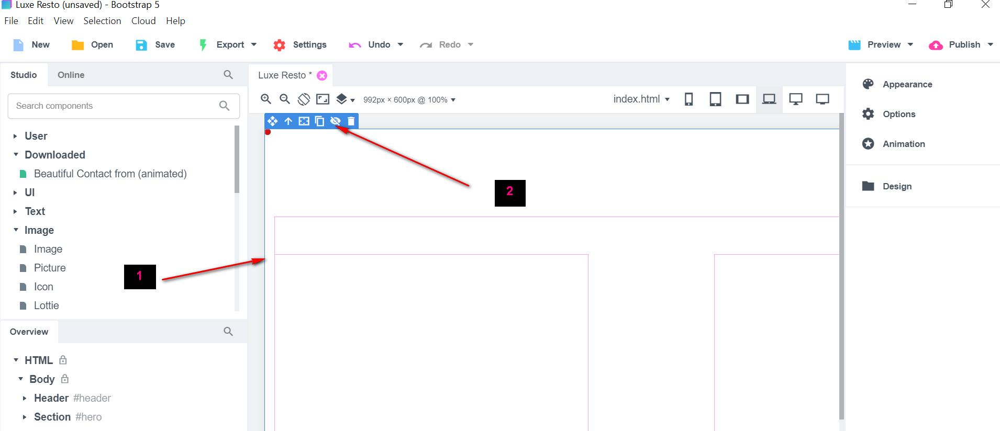 Luxe Resto (unsaved) - Bootstrap 5
File Edit View Selection Cloud Help
New Open Save Export Settings Undo Redo Preview Publish
Studio Online
Luxe Resto *
992px × 600px @ 100%
index.html
Search components
User
Downloaded
Beautiful Contact from (animated)
UI
Text
Image
Image
Picture
Icon
Lottie
1
2
Appearance
Options
Animation
Design
Overview
HTML
Body
Header #header
Section #hero